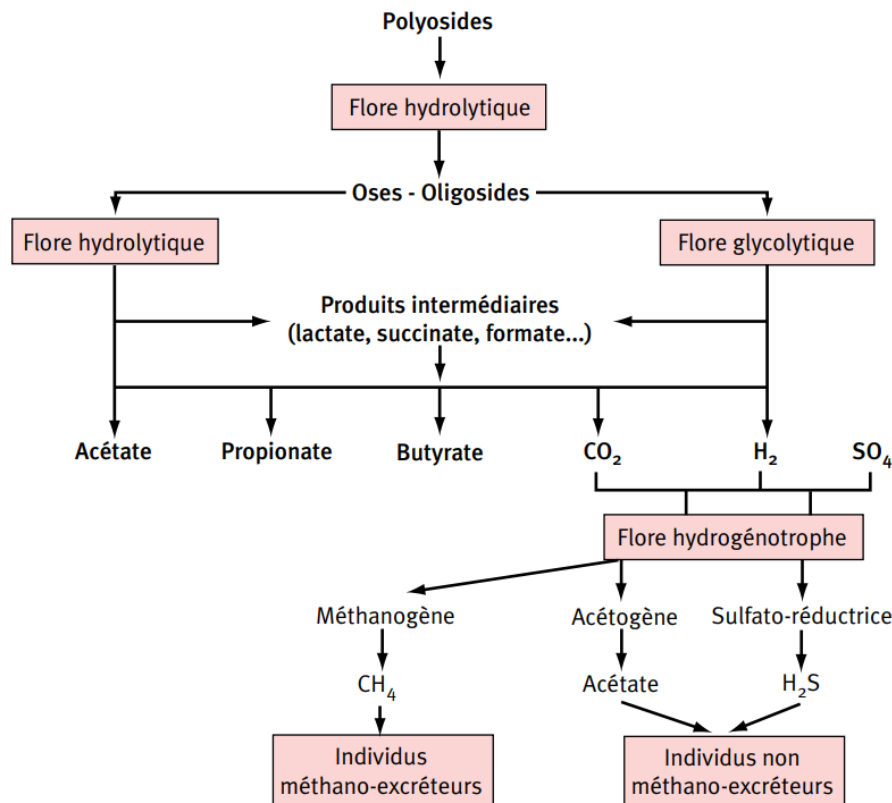 Polyosides
Flore hydrolytique
Oses - Oligosides
Flore hydrolytique
Flore glycolytique
Produits intermédiaires
(lactate, succinate, formate...)
Acétate
Propionate
Butyrate
CO₂
H₂
SO₄
Flore hydrogénotrophe
Méthanogène
Acétogène
Sulfato-réductrice
CH₄
Acétate
H₂S
Individus
méthano-excréteurs
Individus non
méthano-excréteurs